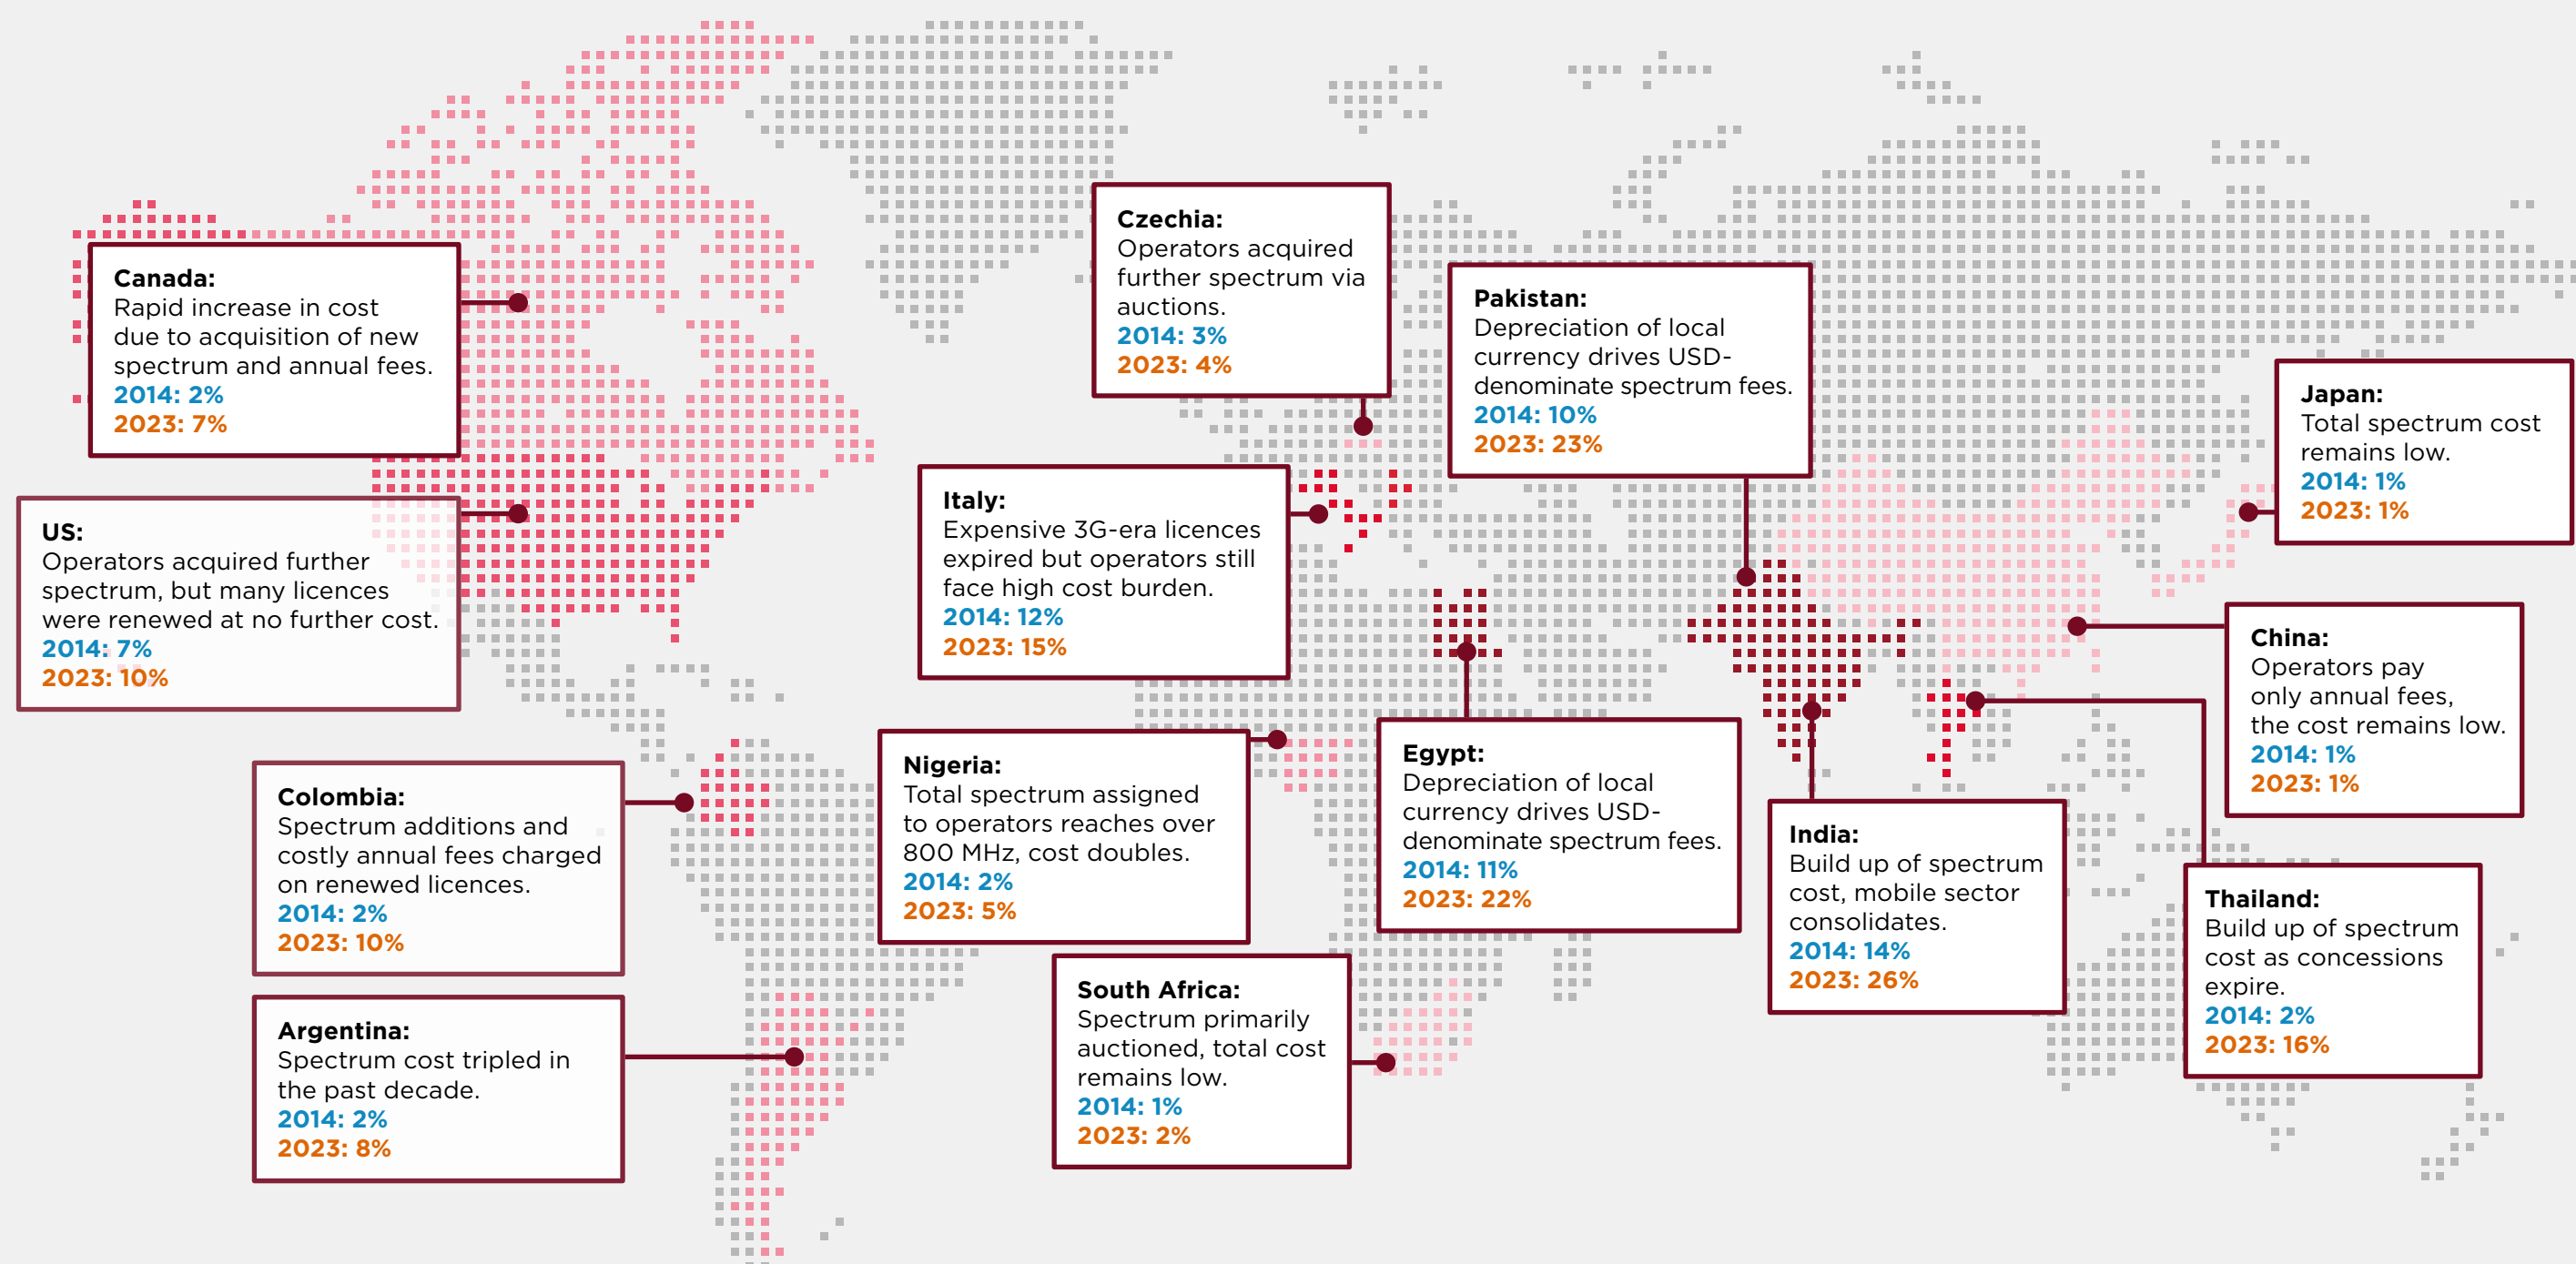 Canada:
Rapid increase in cost
due to acquisition of new
spectrum and annual fees.
2014: 2%
2023: 7%
US:
Operators acquired further
spectrum, but many licences
were renewed at no further cost.
2014: 7%
2023: 10%
Colombia:
Spectrum additions and
costly annual fees charged
on renewed licences.
2014: 2%
2023: 10%
Argentina:
Spectrum cost tripled in
the past decade.
2014: 2%
2023: 8%
Czechia:
Operators acquired
further spectrum via
auctions.
2014: 3%
2023: 4%
Italy:
Expensive 3G-era licences
expired but operators still
face high cost burden.
2014: 12%
2023: 15%
Nigeria:
Total spectrum assigned
to operators reaches over
800 MHz, cost doubles.
2014: 2%
2023: 5%
South Africa:
Spectrum primarily
auctioned, total cost
remains low.
2014: 1%
2023: 2%
Pakistan:
Depreciation of local
currency drives USD-
denominate spectrum fees.
2014: 10%
2023: 23%
Egypt:
Depreciation of local
currency drives USD-
denominate spectrum fees.
2014: 11%
2023: 22%
India:
Build up of spectrum
cost, mobile sector
consolidates.
2014: 14%
2023: 26%
Japan:
Total spectrum cost
remains low.
2014: 1%
2023: 1%
China:
Operators pay
only annual fees,
the cost remains low.
2014: 1%
2023: 1%
Thailand:
Build up of spectrum
cost as concessions
expire.
2014: 2%
2023: 16%